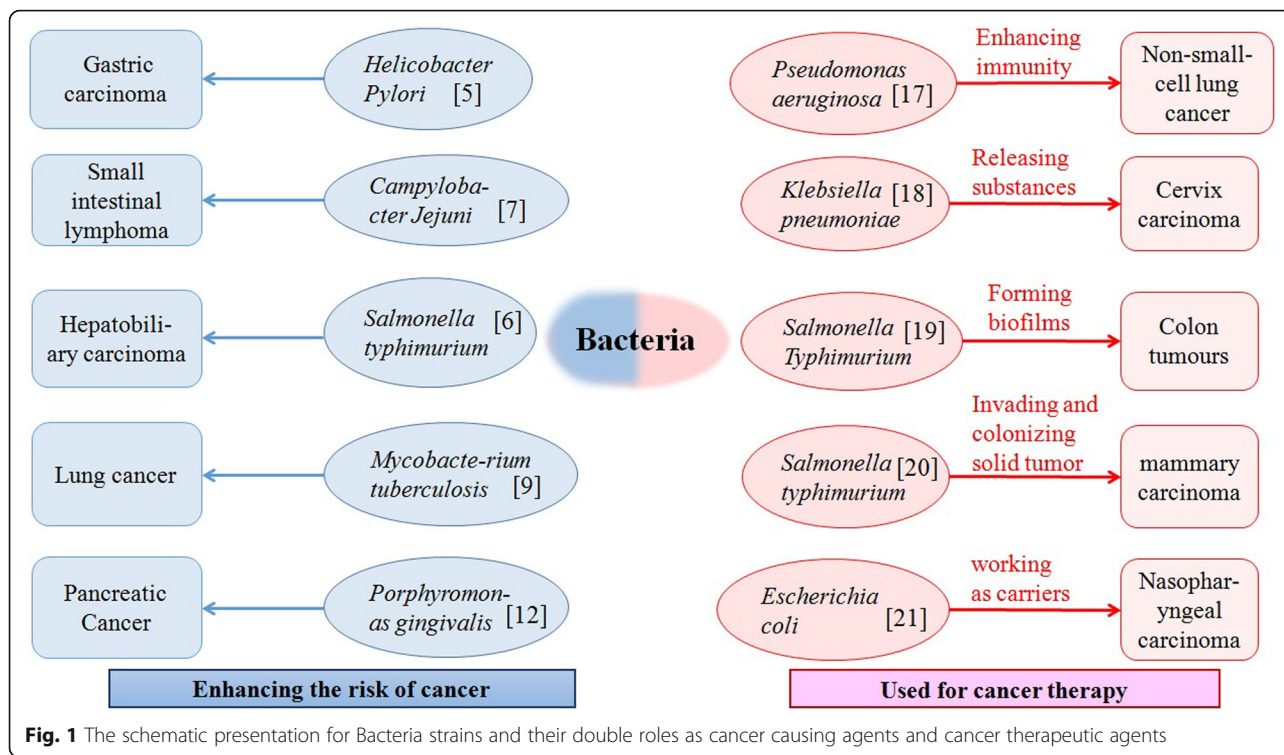 Gastric
carcinoma
Helicobacter
Pylori [5]
Small
intestinal
lymphoma
Campyloba-
cter Jejuni [7]
Hepatobili-
ary carcinoma
Salmonella [6]
typhimurium
Lung cancer
Mycobacte-rium
tuberculosis [9]
Pancreatic
Cancer
Porphyromon-
as gingivalis [12]
Enhancing the risk of cancer
Bacteria
Pseudomonas
aeruginosa [17]
Enhancing
immunity
Non-small-
cell lung
cancer
Klebsiella [18]
pneumoniae
Releasing
substances
Cervix
carcinoma
Salmonella [19]
Typhimurium
Forming
biofilms
Colon
tumours
Salmonella [20]
typhimurium
Invading and
colonizing
solid tumor
mammary
carcinoma
Escherichia
coli [21]
working
as carriers
Nasophar-
yngeal
carcinoma
Used for cancer therapy
Fig. 1 The schematic presentation for Bacteria strains and their double roles as cancer causing agents and cancer therapeutic agents